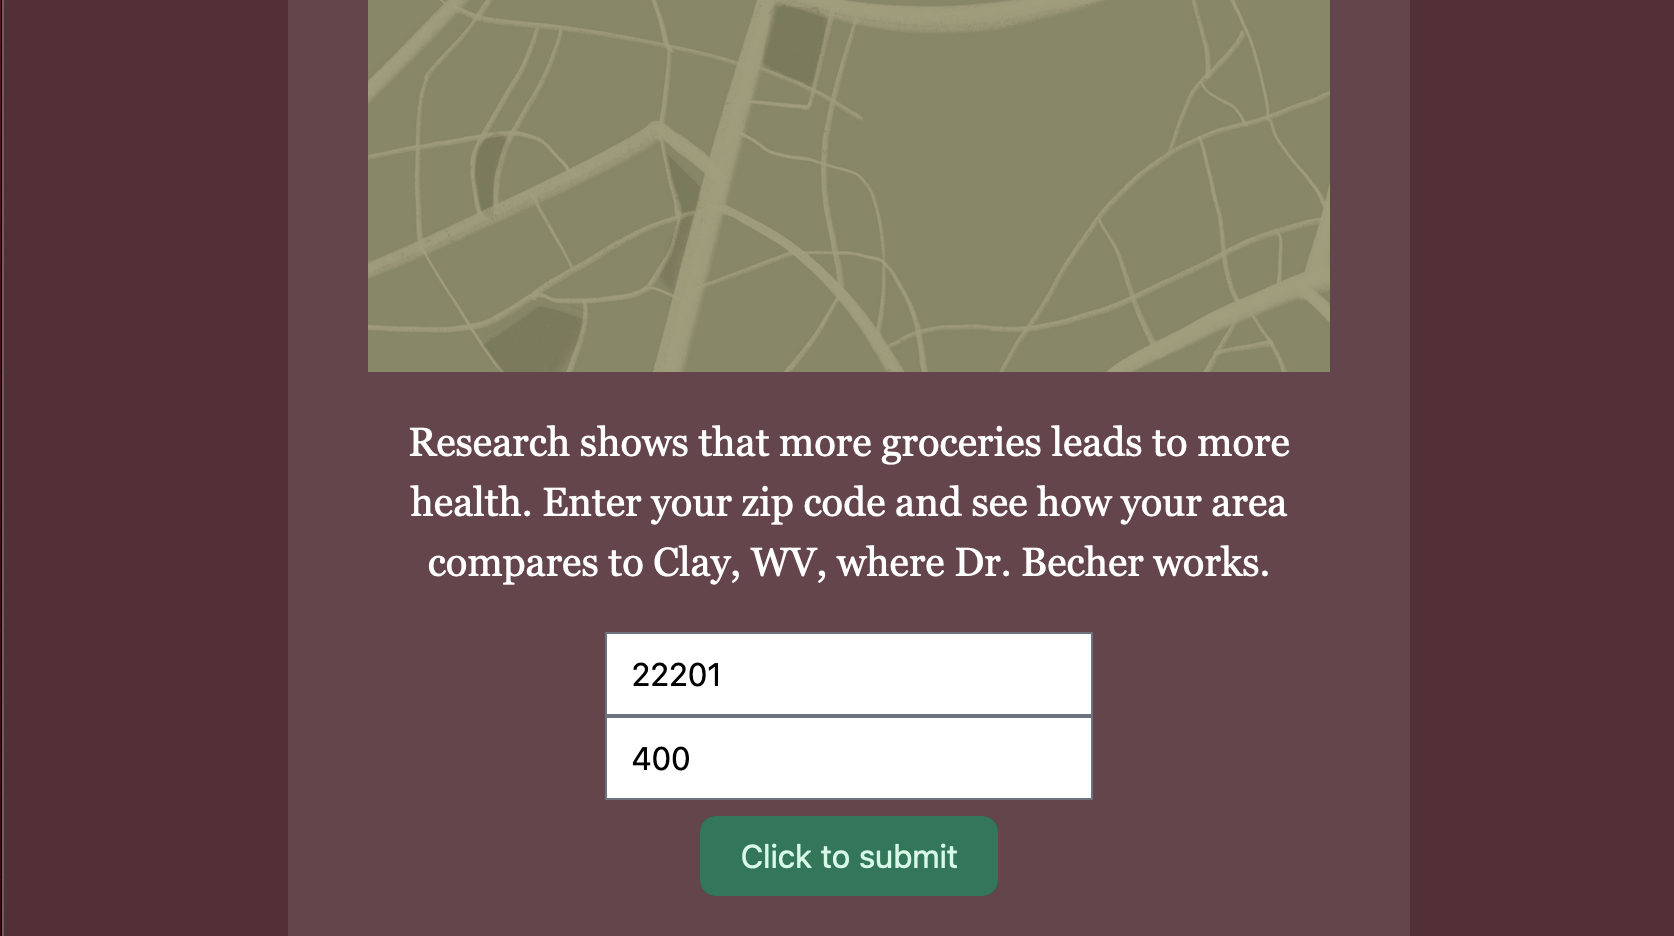 Research shows that more groceries leads to more
health. Enter your zip code and see how your area
compares to Clay, WV, where Dr. Becher works.
22201
400
Click to submit